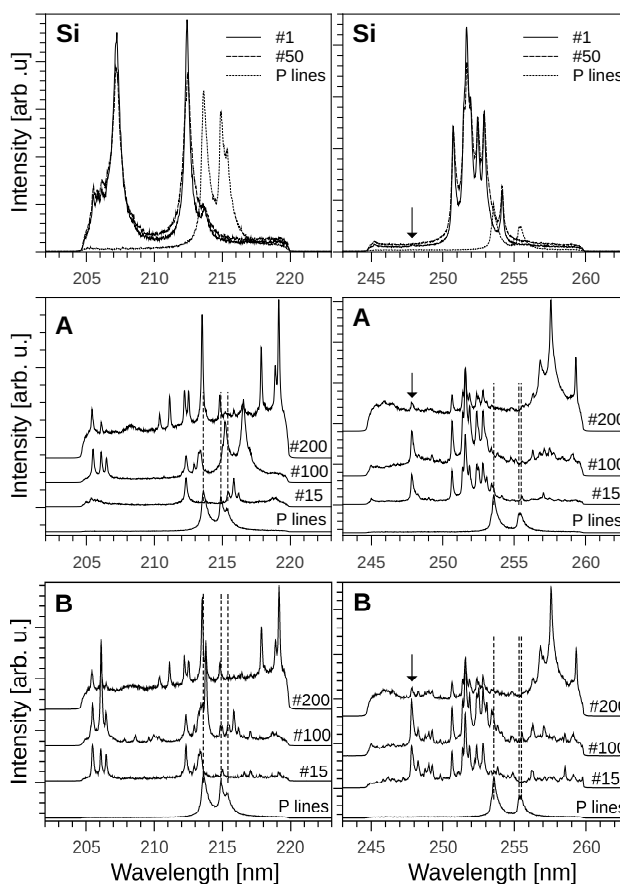 Si
#1
#50
P lines
Intensity [arb .u]
205 210 215 220
Si
#1
#50
P lines
245 250 255 260
A
#200
#100
#15
P lines
Intensity [arb. u.]
205 210 215 220
A
#200
#100
#15
P lines
245 250 255 260
B
#200
#100
#15
P lines
Intensity [arb. u.]
205 210 215 220
Wavelength [nm]
B
#200
#100
#15
P lines
245 250 255 260
Wavelength [nm]